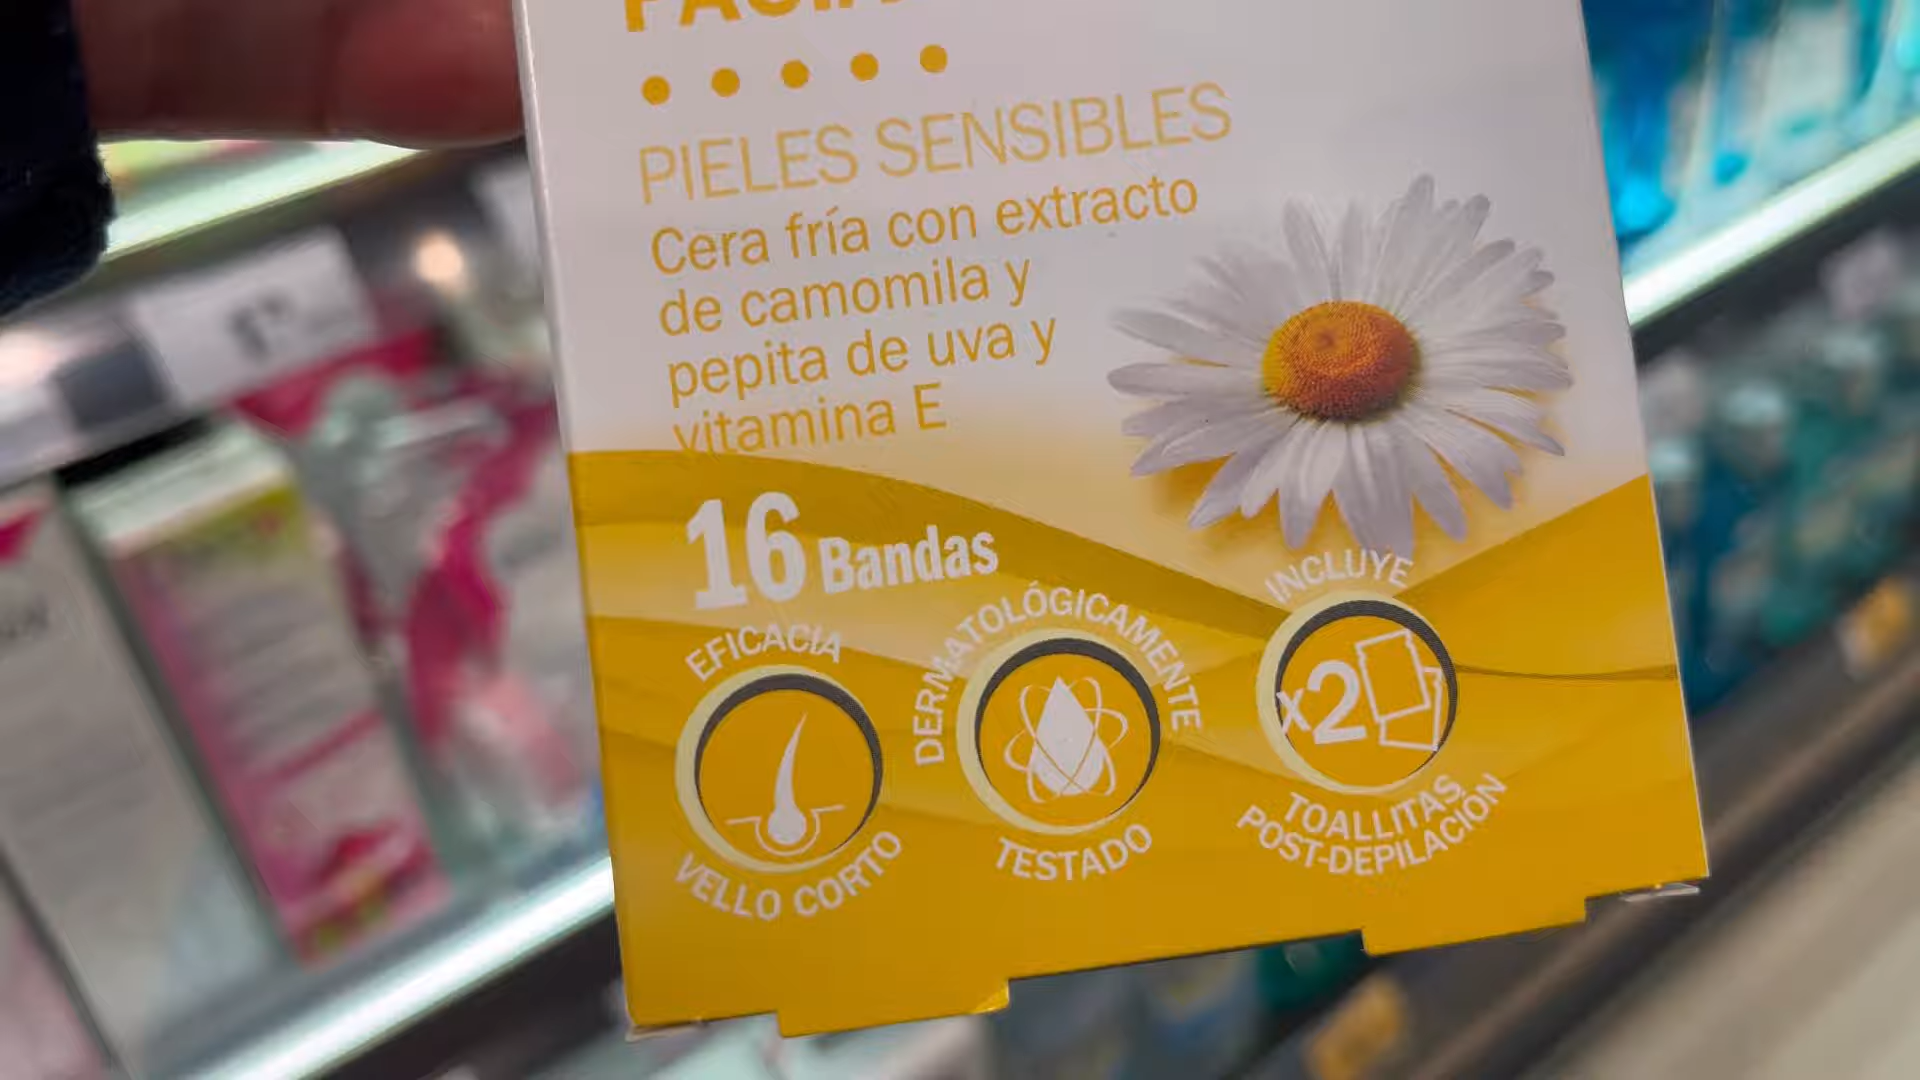 PIELES SENSIBLES
Cera fría con extracto
de camomila y
pepita de uva y
vitamina E
16 Bandas
EFICACIA
VELLO CORTO
DERMATOLÓGICAMENTE
TESTADO
INCLUYE
x2
TOALLITAS
POST-DEPILACIÓN